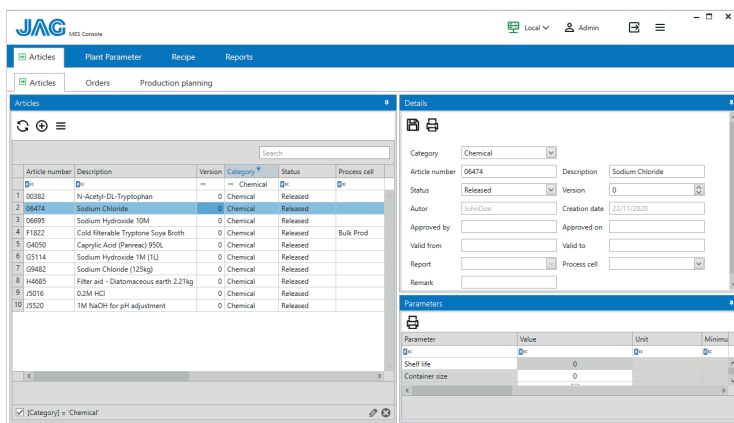 JAG MES Console
Local Admin
Articles Plant Parameter Recipe Reports
Articles Orders Production planning
Articles
Search
Article number Description Version Category Status Process cell
= Chemical
1 00382 N-Acetyl-DL-Tryptophan 0 Chemical Released
2 06474 Sodium Chloride 0 Chemical Released
3 06695 Sodium Hydroxide 10M 0 Chemical Released
4 F1822 Cold filterable Tryptone Soya Broth 0 Chemical Released Bulk Prod
5 G4050 Caprylic Acid (Panreac) 950L 0 Chemical Released
6 G5114 Sodium Hydroxide 1M (1L) 0 Chemical Released
7 G9482 Sodium Chloride (125kg) 0 Chemical Released
8 H4685 Filter aid - Diatomaceous earth 2.21kg 0 Chemical Released
9 J5016 0.2M HCl 0 Chemical Released
10 J5520 1M NaOH for pH adjustment 0 Chemical Released
[Category] = 'Chemical'
Details
Category Chemical
Article number 06474 Description Sodium Chloride
Status Released Version 0
Autor JohnDoe Creation date 22/11/2020
Approved by Approved on
Valid from Valid to
Report Process cell
Remark
Parameters
Parameter Value Unit Minimu
Shelf life 0
Container size 0